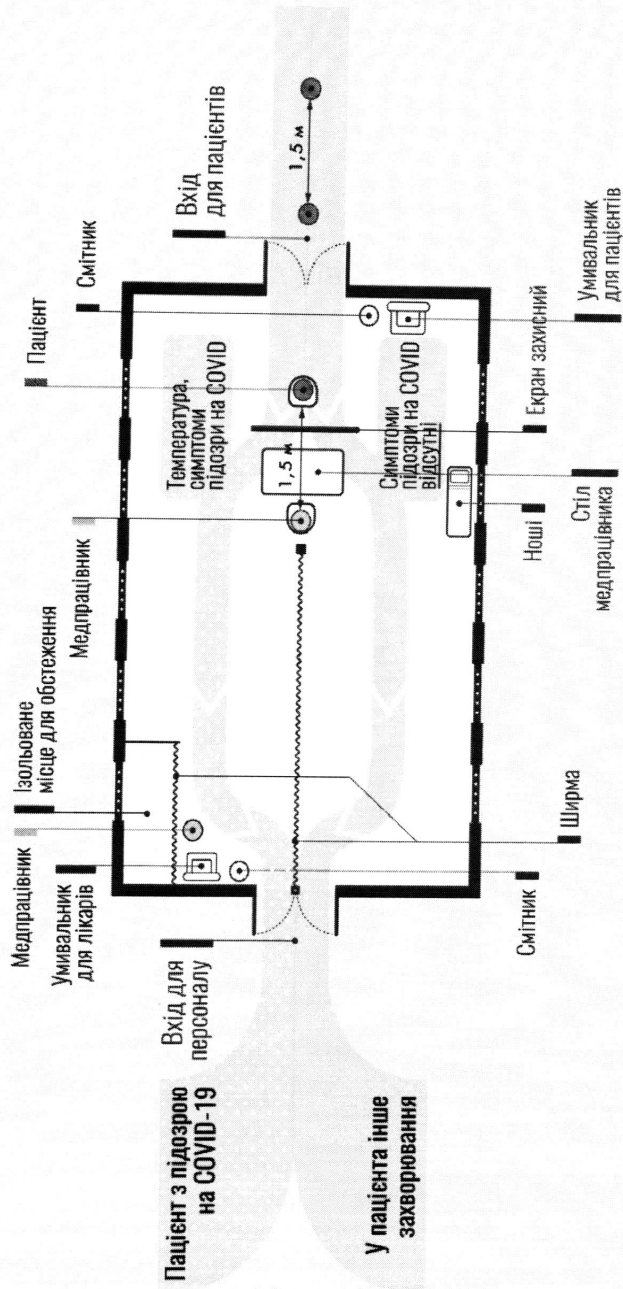 Медпрацівник
Умивальник
для лікарів
Ізольоване
місце для обстеження
Медпрацівник
Пацієнт
Смітник
Вхід
для пацієнтів
Вхід для
персоналу
Температура,
симптоми
підозри на COVID
1,5 м
1,5 м
Симптоми
підозри на COVID
відсутні
Пацієнт з підозрою
на COVID-19
У пацієнта інше
захворювання
Смітник
Ширма
Ноші
Стіл
медпрацівника
Екран захисний
Умивальник
для пацієнтів